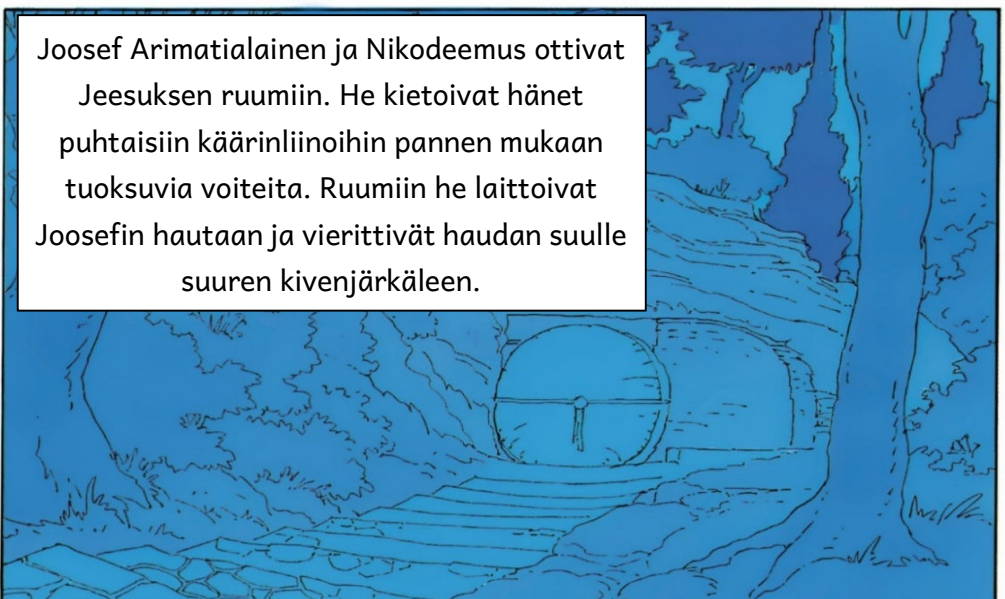 Joosef Arimatialainen ja Nikodeemus ottivat
Jeesuksen ruumiin. He kietoivat hänet
puhtaisiin käärinliinoihin pannen mukaan
tuoksuvia voiteita. Ruumiin he laittoivat
Joosefin hautaan ja vierittivät haudan suulle
suuren kivenjärkäleen.